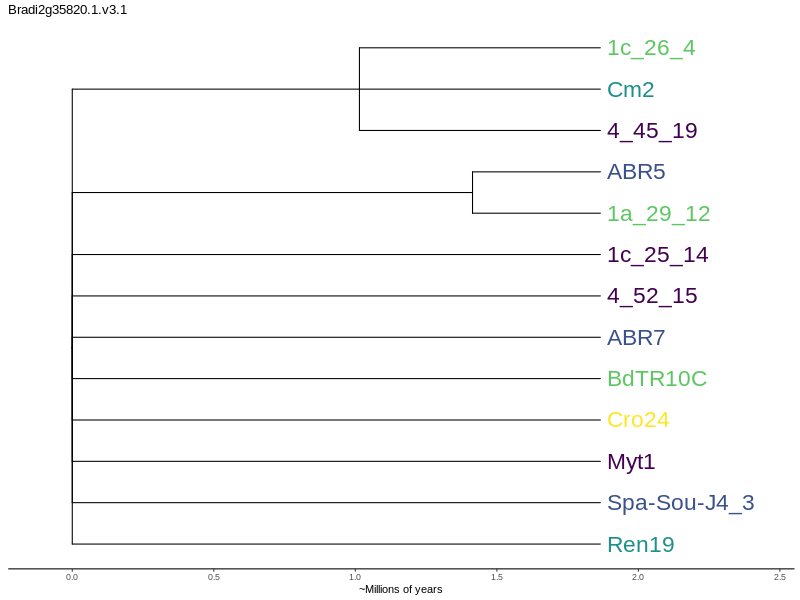 Bradi2g35820.1.v3.1
1c_26_4
Cm2
4_45_19
ABR5
1a_29_12
1c_25_14
4_52_15
ABR7
BdTR10C
Cro24
Myt1
Spa-Sou-J4_3
Ren19
0.0 0.5 1.0 1.5 2.0 2.5
~Millions of years